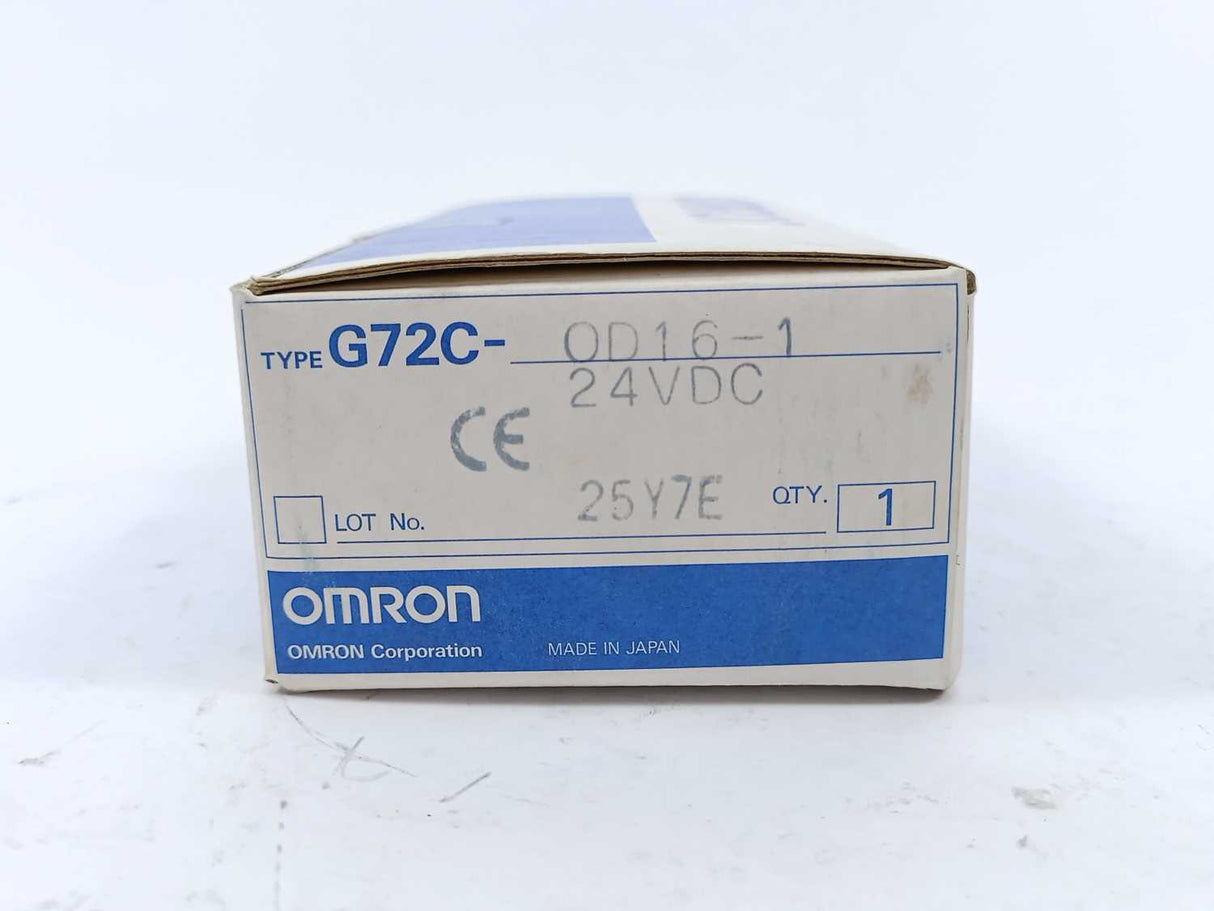 TYPE G72C- OD16-1
24VDC
CE
LOT No. 25Y7E QTY. 1
OMRON
OMRON Corporation MADE IN JAPAN